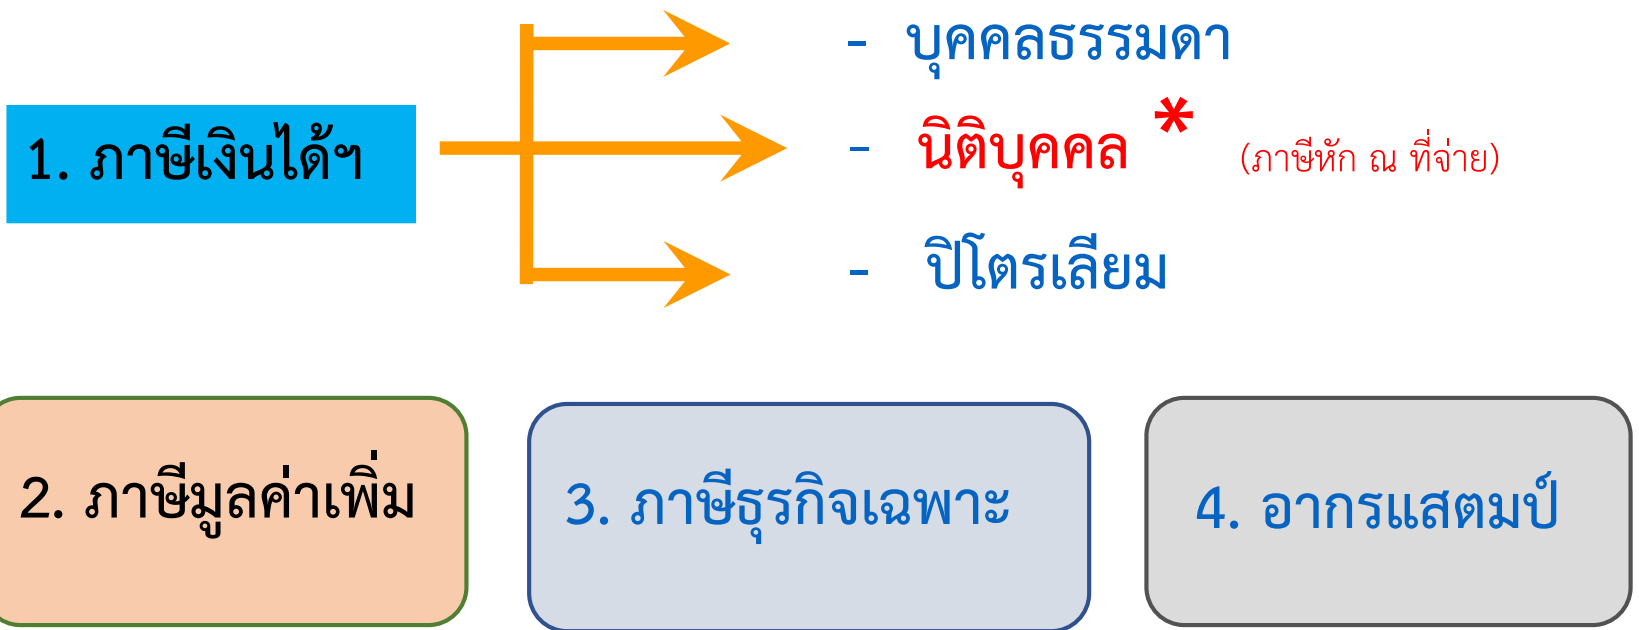 - บุคคลธรรมดา
1. ภาษีเงินได้ฯ
- นิติบุคคล * (ภาษีหัก ณ ที่จ่าย)
- ปิโตรเลียม
2. ภาษีมูลค่าเพิ่ม
3. ภาษีธุรกิจเฉพาะ
4. อากรแสตมป์